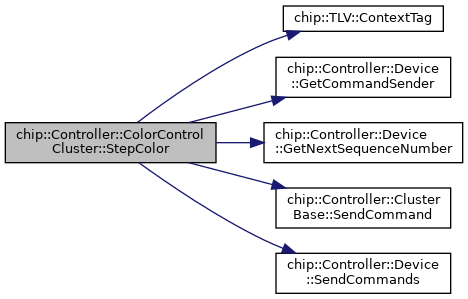 chip::TLV::ContextTag
chip::Controller::Device
::GetCommandSender
chip::Controller::ColorControl
Cluster::StepColor
chip::Controller::Device
::GetNextSequenceNumber
chip::Controller::Cluster
Base::SendCommand
chip::Controller::Device
::SendCommands